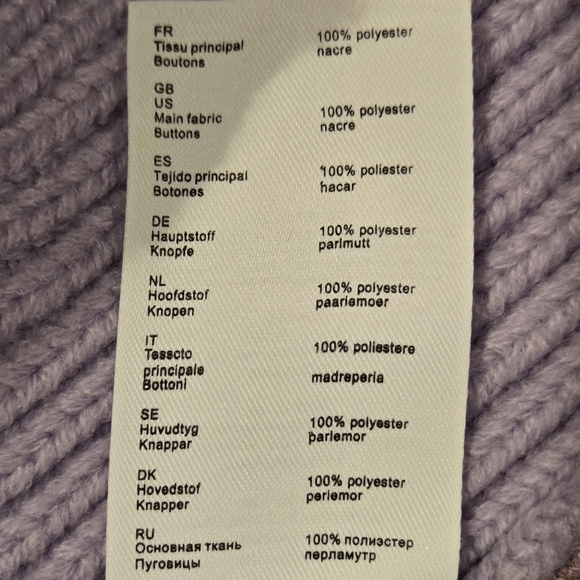 FR
Tissu principal 100% polyester
Boutons nacre
GB
US
Main fabric 100% polyester
Buttons nacre
ES
Tejido principal 100% poliester
Botones hacar
DE
Hauptstoff 100% polyester
Knopfe parlmutt
NL
Hoofdstof 100% polyester
Knopen paarlemoer
IT
Tesscto 100% poliestere
principale
Bottoni madreperia
SE
Huvudtyg 100% polyester
Knappar parlemor
DK
Hovedstof 100% polyester
Knapper perlemor
RU
Основная ткань 100% полиэстер
Пуговицы перламутр